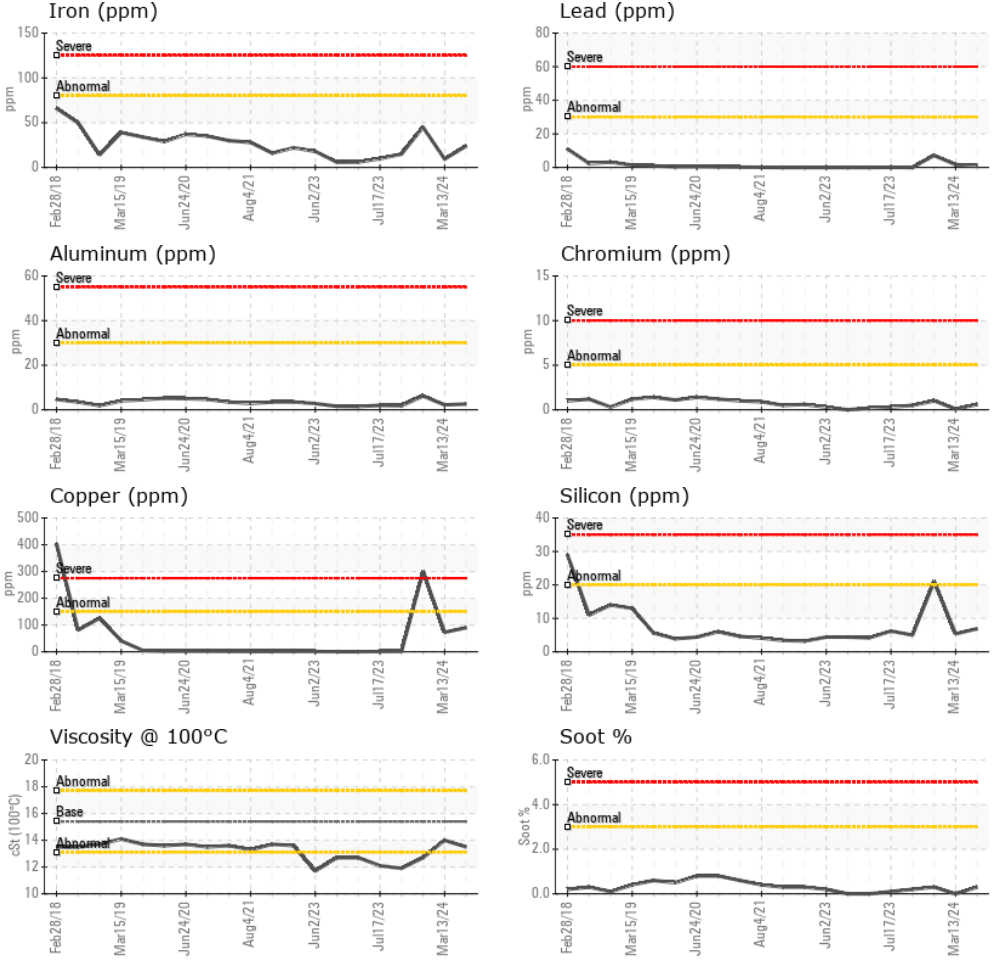 Iron (ppm)
150
100
50
0
ppm
Severe
Abnormal
Feb28/18
Mar15/19
Jun24/20
Aug4/21
Jun2/23
Jul17/23
Mar13/24
Lead (ppm)
80
60
40
20
0
ppm
Severe
Abnormal
Feb28/18
Mar15/19
Jun24/20
Aug4/21
Jun2/23
Jul17/23
Mar13/24
Aluminum (ppm)
60
40
20
0
ppm
Severe
Abnormal
Feb28/18
Mar15/19
Jun24/20
Aug4/21
Jun2/23
Jul17/23
Mar13/24
Chromium (ppm)
15
10
5
0
ppm
Severe
Abnormal
Feb28/18
Mar15/19
Jun24/20
Aug4/21
Jun2/23
Jul17/23
Mar13/24
Copper (ppm)
500
400
300
200
100
0
ppm
Severe
Abnormal
Feb28/18
Mar15/19
Jun24/20
Aug4/21
Jun2/23
Jul17/23
Mar13/24
Silicon (ppm)
40
30
20
10
0
ppm
Severe
Abnormal
Feb28/18
Mar15/19
Jun24/20
Aug4/21
Jun2/23
Jul17/23
Mar13/24
Viscosity @ 100°C
20
18
16
14
12
10
cSt (100°C)
Abnormal
Base
Abnormal
Feb28/18
Mar15/19
Jun24/20
Aug4/21
Jun2/23
Jul17/23
Mar13/24
Soot %
6.0
4.0
2.0
0.0
Soot %
Severe
Abnormal
Feb28/18
Mar15/19
Jun24/20
Aug4/21
Jun2/23
Jul17/23
Mar13/24